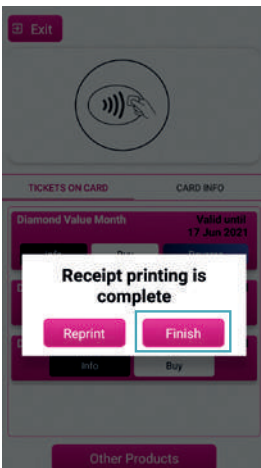 Exit
TICKETS ON CARD CARD INFO
Diamond Value Month Valid until
17 Jun 2021
Receipt printing is
complete
Reprint Finish
Info Buy
Other Products